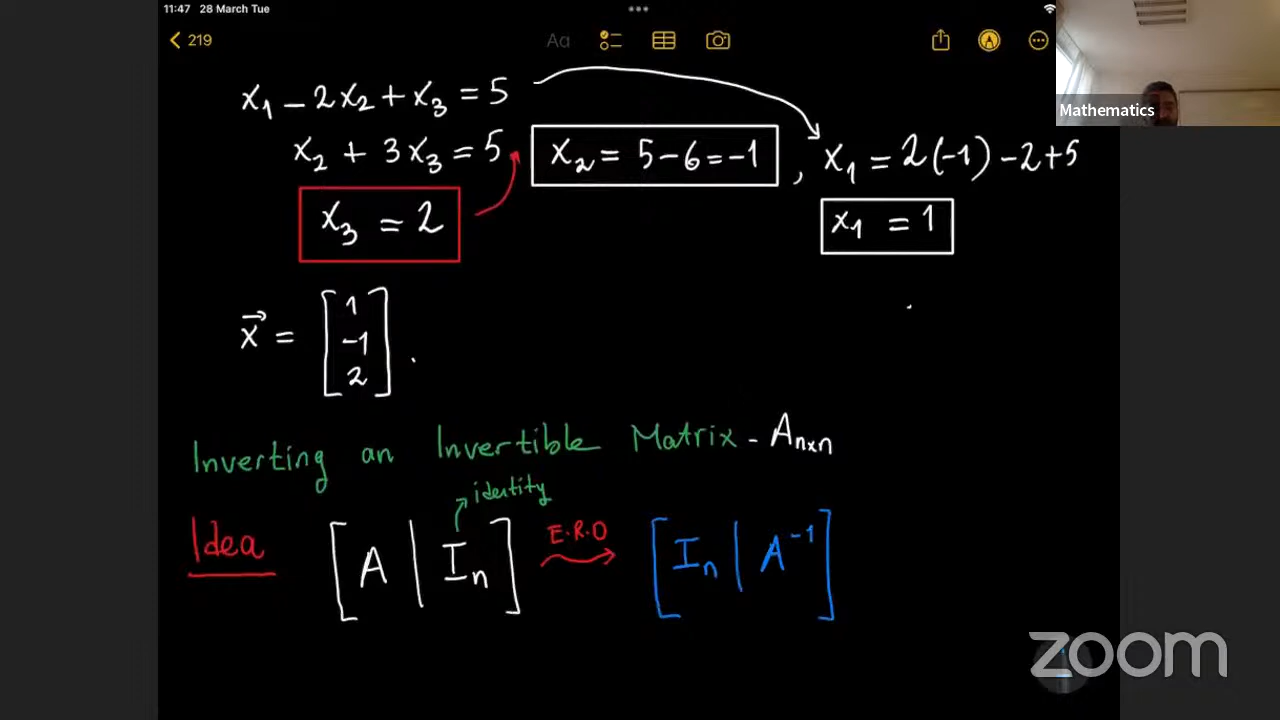 11:47 28 March Tue
219
Aa
Mathematics
x₁ − 2x₂ + x₃ = 5
x₂ + 3x₃ = 5
x₂ = 5 − 6 = −1 , x₁ = 2(−1) − 2 + 5
x₃ = 2
x₁ = 1
x⃗ = [1
−1
2] .
Inverting an Invertible Matrix - Aₙₓₙ
identity
Idea [A | Iₙ] E.R.O → [Iₙ | A⁻¹]
zoom